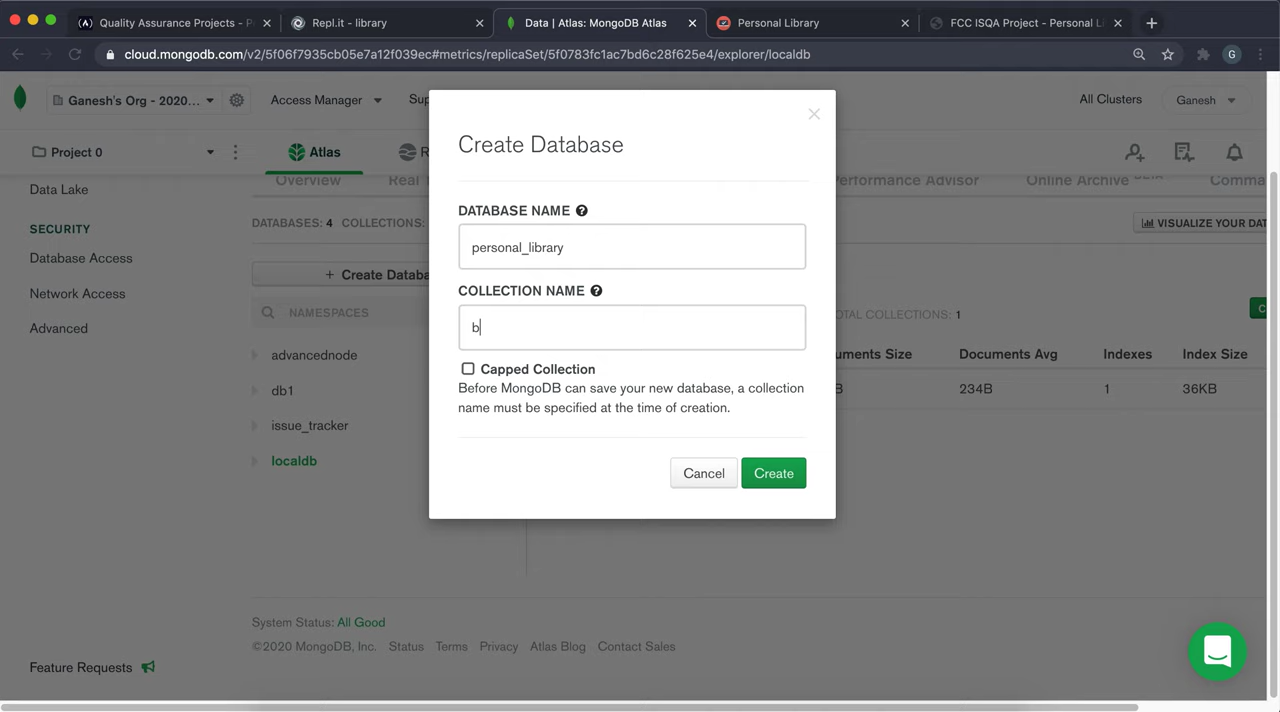 Quality Assurance Projects - P
Repl.it - library
Data | Atlas: MongoDB Atlas
Personal Library
FCC ISQA Project - Personal Li
cloud.mongodb.com/v2/5f06f7935cb05e7a12f039ec#metrics/replicaSet/5f0783fc1ac7bd6c28f625e4/explorer/localdb
G
Ganesh's Org - 2020...
Access Manager
Sup
All Clusters
Ganesh
Project 0
Atlas
R
Data Lake
Overview
Real
Performance Advisor
Online Archive BETA
Comma
SECURITY
Database Access
Network Access
Advanced
DATABASES: 4 COLLECTIONS:
VISUALIZE YOUR DAT
+ Create Databa
NAMESPACES
advancednode
db1
issue_tracker
localdb
OTAL COLLECTIONS: 1
C
uments Size
Documents Avg
Indexes
Index Size
B
234B
1
36KB
Create Database
DATABASE NAME
personal_library
COLLECTION NAME
b
Capped Collection
Before MongoDB can save your new database, a collection
name must be specified at the time of creation.
Cancel
Create
System Status: All Good
©2020 MongoDB, Inc. Status Terms Privacy Atlas Blog Contact Sales
Feature Requests